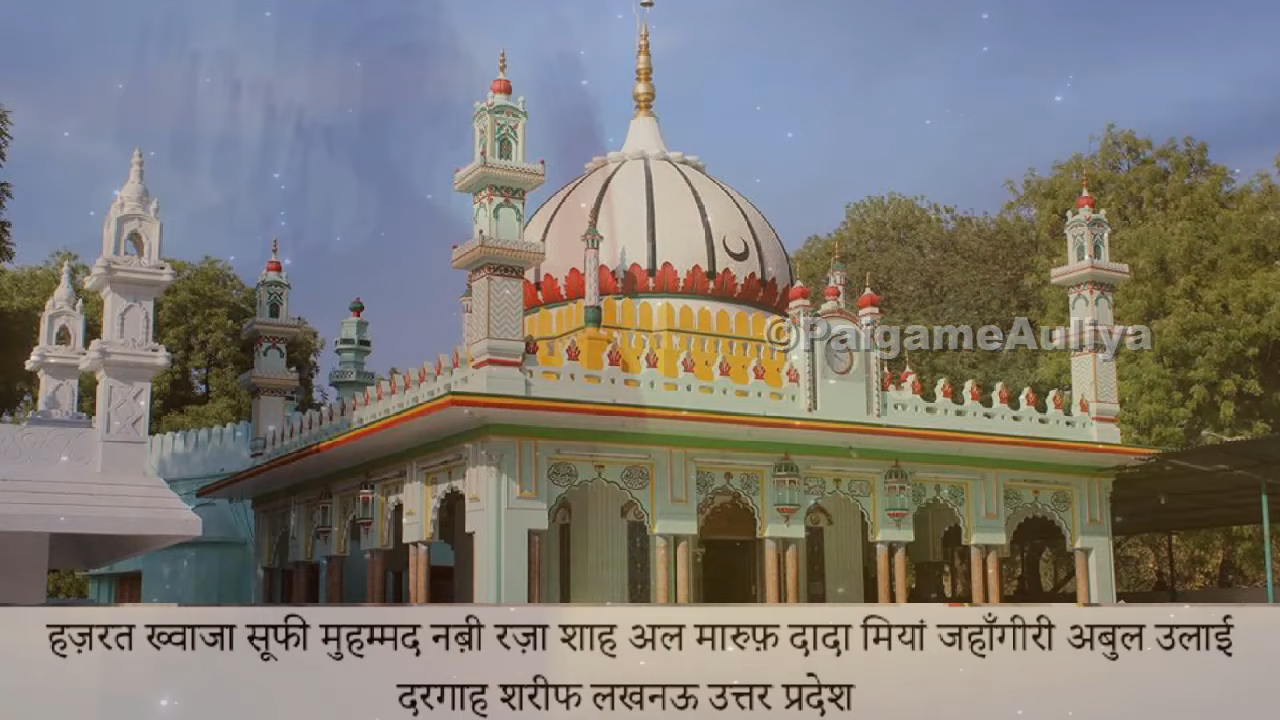 ©PaigameAuliya
हज़रत ख्वाजा सूफी मुहम्मद नब़ी रज़ा शाह अल मारुफ़ दादा मियां जहाँगीरी अबुल उलाई
दरगाह शरीफ लखनऊ उत्तर प्रदेश